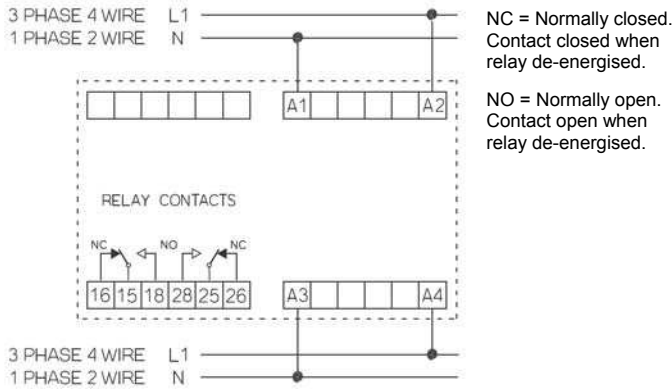 3 PHASE 4 WIRE L1
1 PHASE 2 WIRE N
NC = Normally closed.
Contact closed when
relay de-energised.
NO = Normally open.
Contact open when
relay de-energised.
A1 A2
RELAY CONTACTS
NC NO NC
16 15 18 28 25 26
A3 A4
3 PHASE 4 WIRE L1
1 PHASE 2 WIRE N